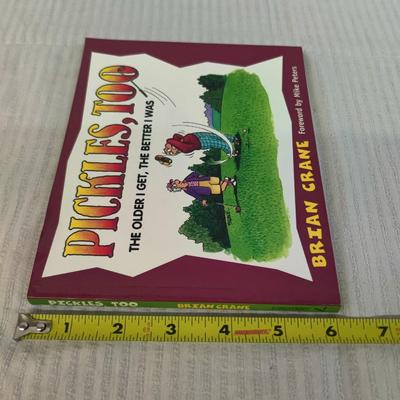 PICKLES, TOO
THE OLDER I GET, THE BETTER I WAS
BRIAN CRANE
Foreword by Mike Peters
PICKLES TOO
BRIAN CRANE
1 2 3 4 5 6 7